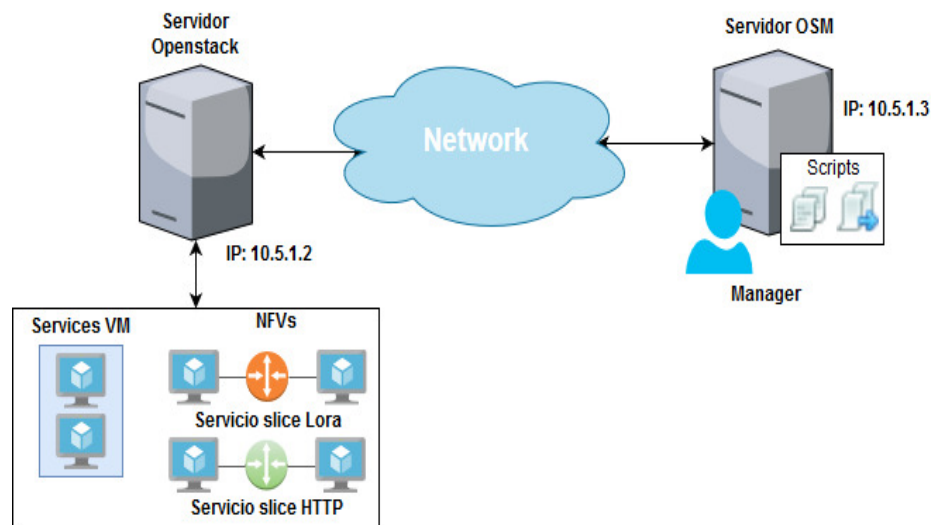 Servidor
Openstack
Servidor OSM
Network
IP: 10.5.1.3
Scripts
IP: 10.5.1.2
Manager
Services VM
NFVs
Servicio slice Lora
Servicio slice HTTP